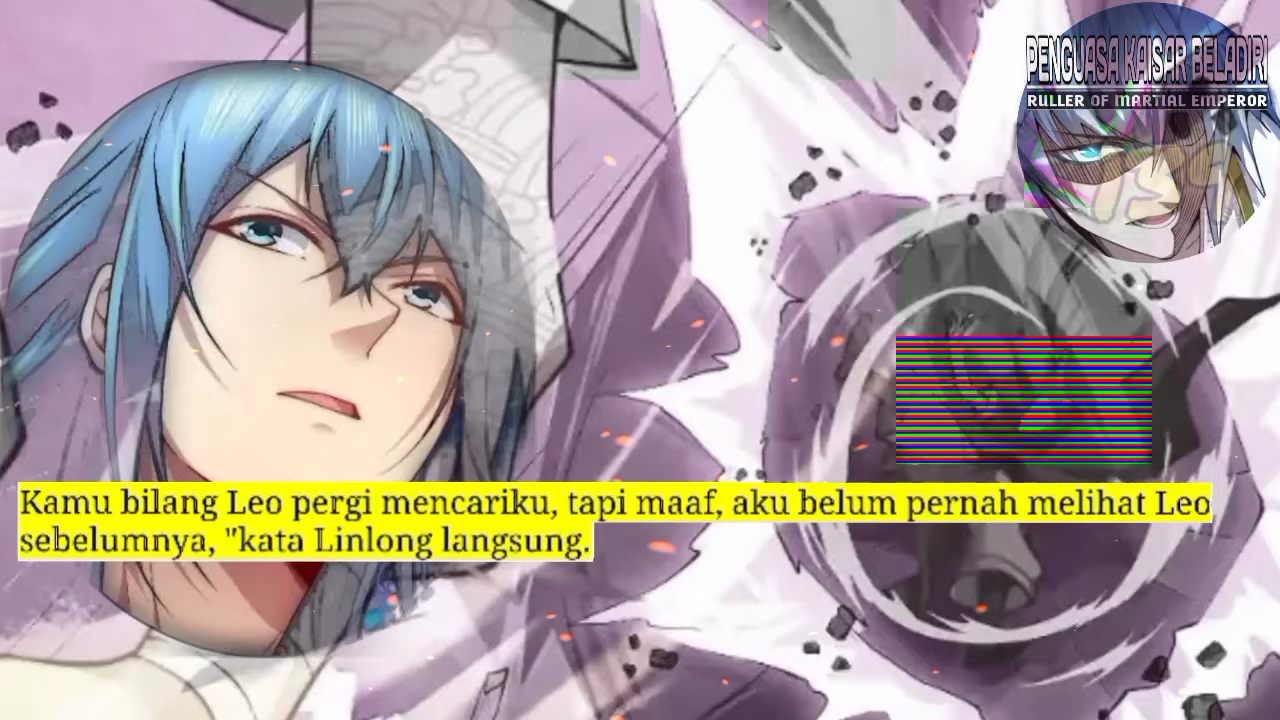 PENGUASA KAISAR BELADIRI
RULLER OF MARTIAL EMPEROR
Kamu bilang Leo pergi mencariku, tapi maaf, aku belum pernah melihat Leo
sebelumnya, "kata Linlong langsung.